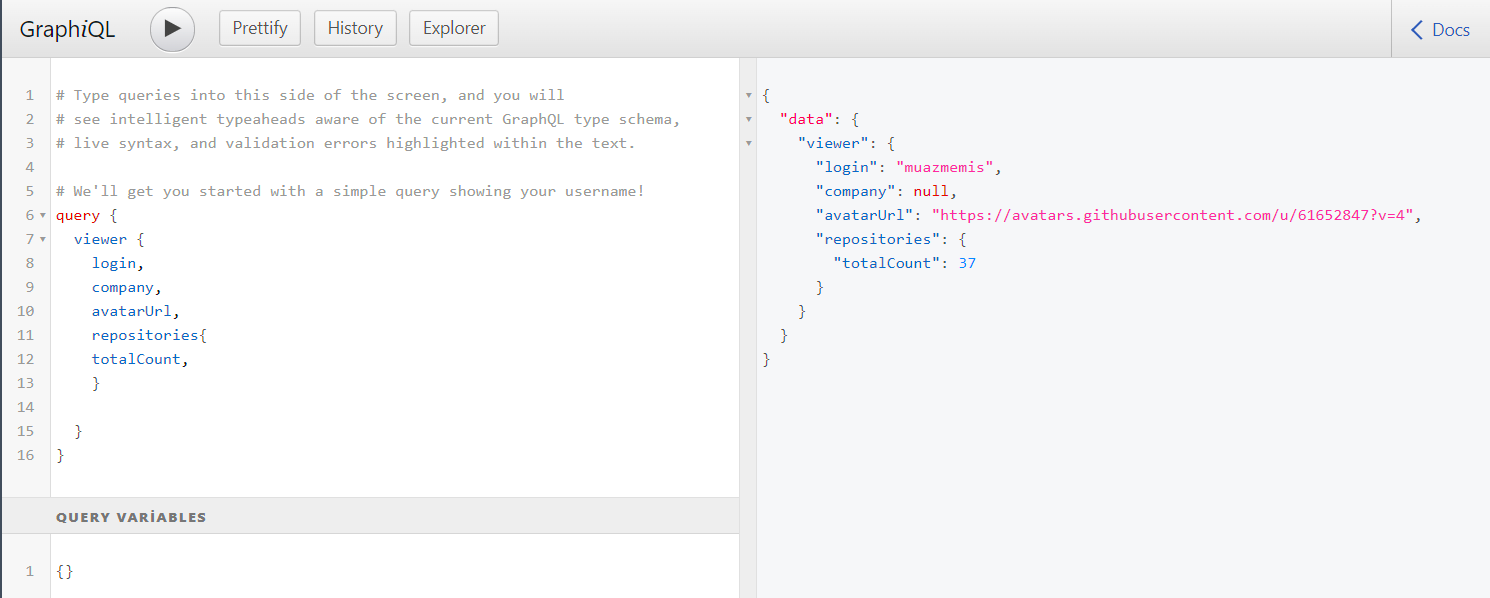 GraphiQL Prettify History Explorer Docs
1 # Type queries into this side of the screen, and you will
2 # see intelligent typeaheads aware of the current GraphQL type schema,
3 # live syntax, and validation errors highlighted within the text.
4
5 # We'll get you started with a simple query showing your username!
6 query {
7 viewer {
8 login,
9 company,
10 avatarUrl,
11 repositories{
12 totalCount,
13 }
14
15 }
16 }
QUERY VARİABLES
1 {}
{
"data": {
"viewer": {
"login": "muazmemis",
"company": null,
"avatarUrl": "https://avatars.githubusercontent.com/u/61652847?v=4",
"repositories": {
"totalCount": 37
}
}
}
}